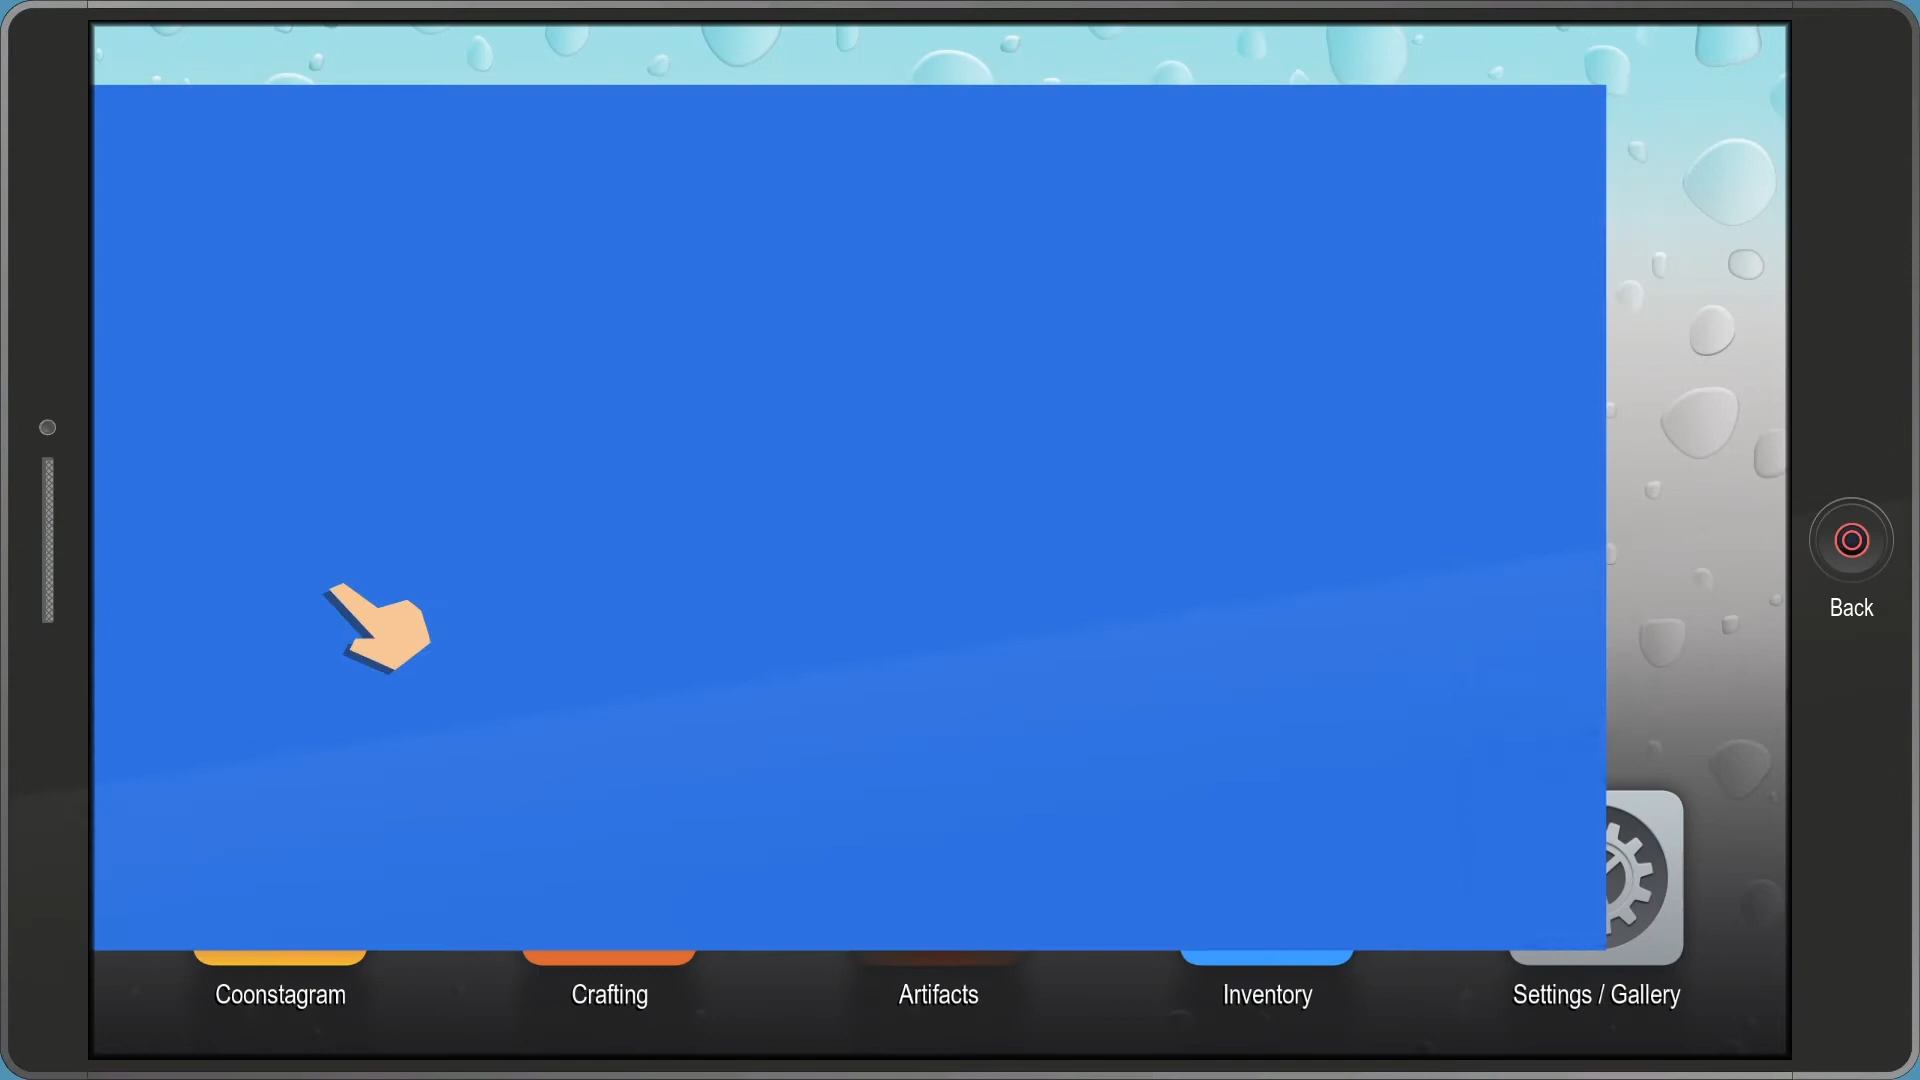 Back
Coonstagram
Crafting
Artifacts
Inventory
Settings / Gallery